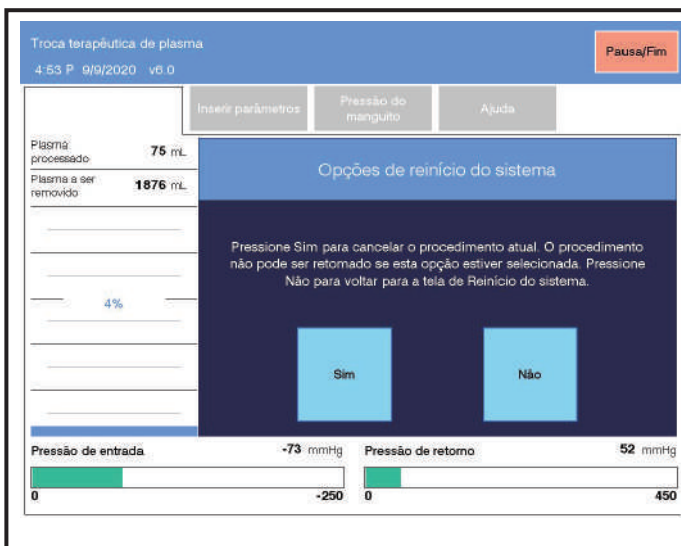 Troca terapêutica de plasma
Pausa/Fim
4:53 P 9/9/2020 v6.0
Inserir parâmetros
Pressão do
manguito
Ajuda
Plasma
processado
75 mL
Plasma a ser
removido
1876 mL
Opções de reinício do sistema
Pressione Sim para cancelar o procedimento atual. O procedimento
não pode ser retomado se esta opção estiver selecionada. Pressione
Não para voltar para a tela de Reinício do sistema.
4%
Sim
Não
Pressão de entrada
-73 mmHg
Pressão de retorno
52 mmHg
0
-250
0
450